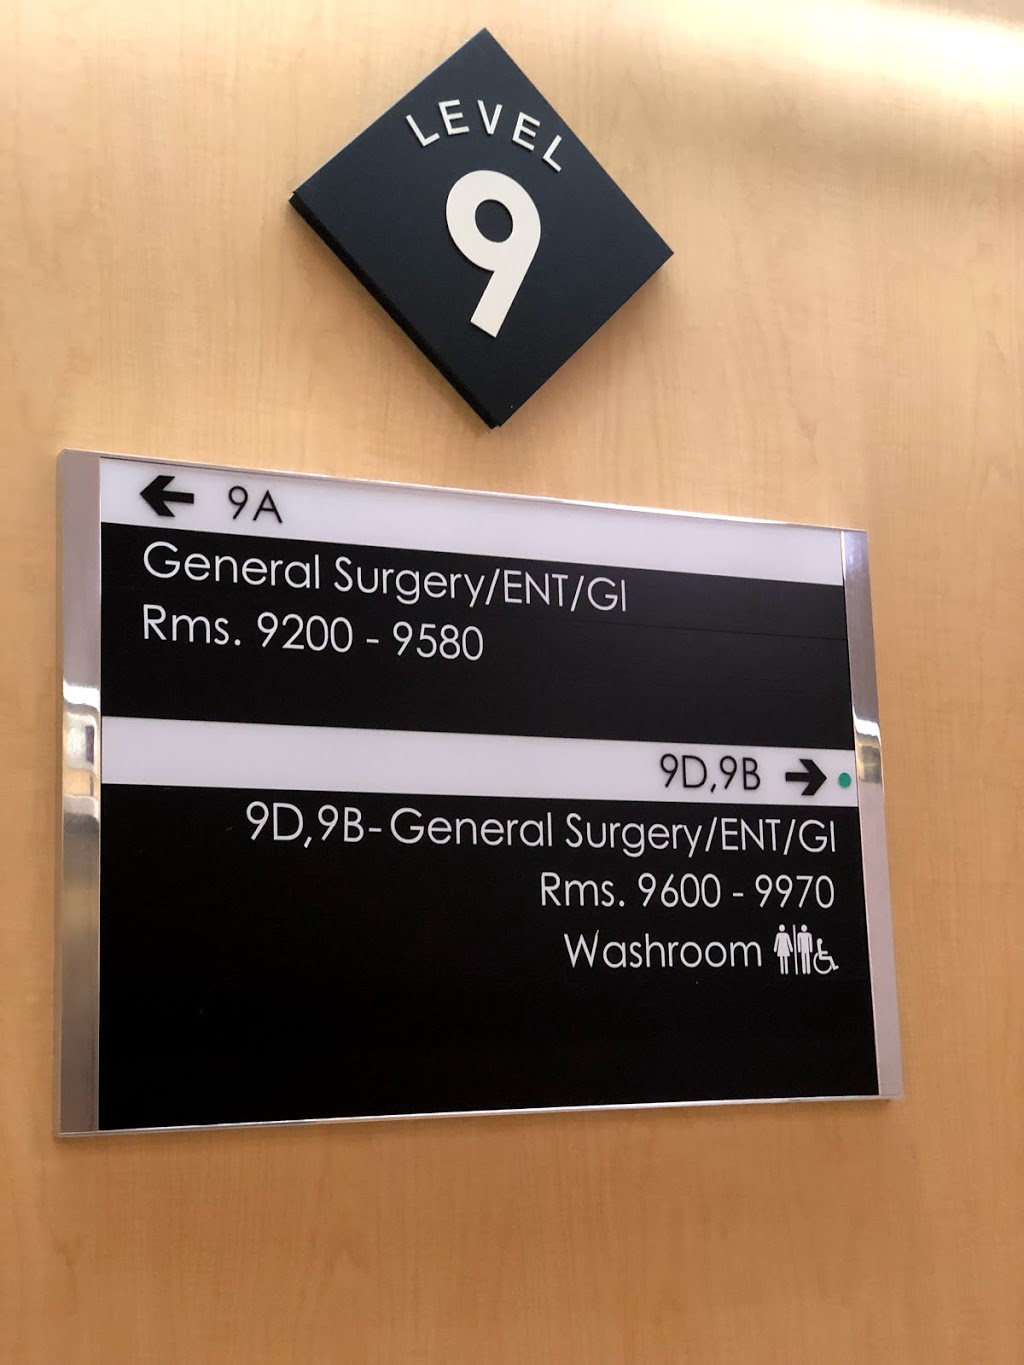 LEVEL
9
9A
General Surgery/ENT/GI
Rms. 9200 - 9580
9D,9B
9D,9B-General Surgery/ENT/GI
Rms. 9600 - 9970
Washroom